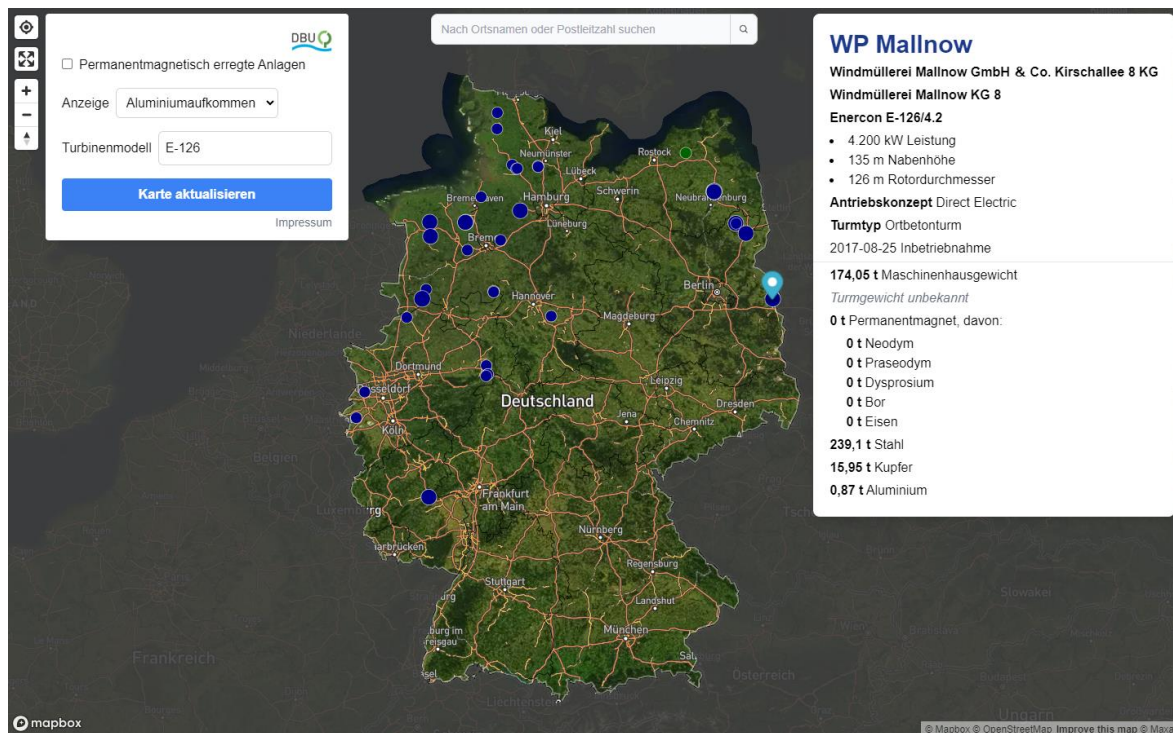 DBU
Permanentmagnetisch erregte Anlagen
Anzeige Aluminiumaufkommen
Turbinenmodell E-126
Karte aktualisieren
Impressum
Nach Ortsnamen oder Postleitzahl suchen
WP Mallnow
Windmüllerei Mallnow GmbH & Co. Kirschallee 8 KG
Windmüllerei Mallnow KG 8
Enercon E-126/4.2
• 4.200 kW Leistung
• 135 m Nabenhöhe
• 126 m Rotordurchmesser
Antriebskonzept Direct Electric
Turmtyp Ortbetonturm
2017-08-25 Inbetriebnahme
174,05 t Maschinenhausgewicht
Turmgewicht unbekannt
0 t Permanentmagnet, davon:
0 t Neodym
0 t Praseodym
0 t Dysprosium
0 t Bor
0 t Eisen
239,1 t Stahl
15,95 t Kupfer
0,87 t Aluminium
Kiel
Neumünster
Rostock
Lübeck
Schwerin
Hamburg
Lüneburg
Berlin
Hannover
Magdeburg
Niederlande
Dortmund
Leipzig
Deutschland
Dresden
Jena
Chemnitz
Köln
Belgien
Frankfurt
am Main
Nürnberg
Regensburg
Stuttgart
Landshut
München
Slowakei
Frankreich
Österreich
Liechtenstein
Ungarn
mapbox
© Mapbox © OpenStreetMap Improve this map © Maxa